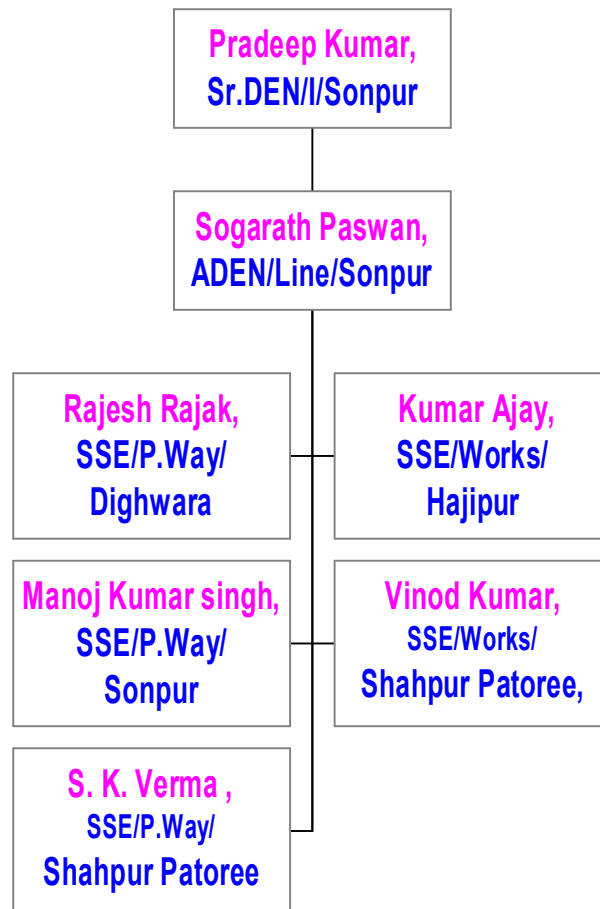 Pradeep Kumar,
Sr.DEN/I/Sonpur
Sogarath Paswan,
ADEN/Line/Sonpur
Rajesh Rajak,
SSE/P.Way/
Dighwara
Kumar Ajay,
SSE/Works/
Hajipur
Manoj Kumar singh,
SSE/P.Way/
Sonpur
Vinod Kumar,
SSE/Works/
Shahpur Patoree,
S. K. Verma ,
SSE/P.Way/
Shahpur Patoree